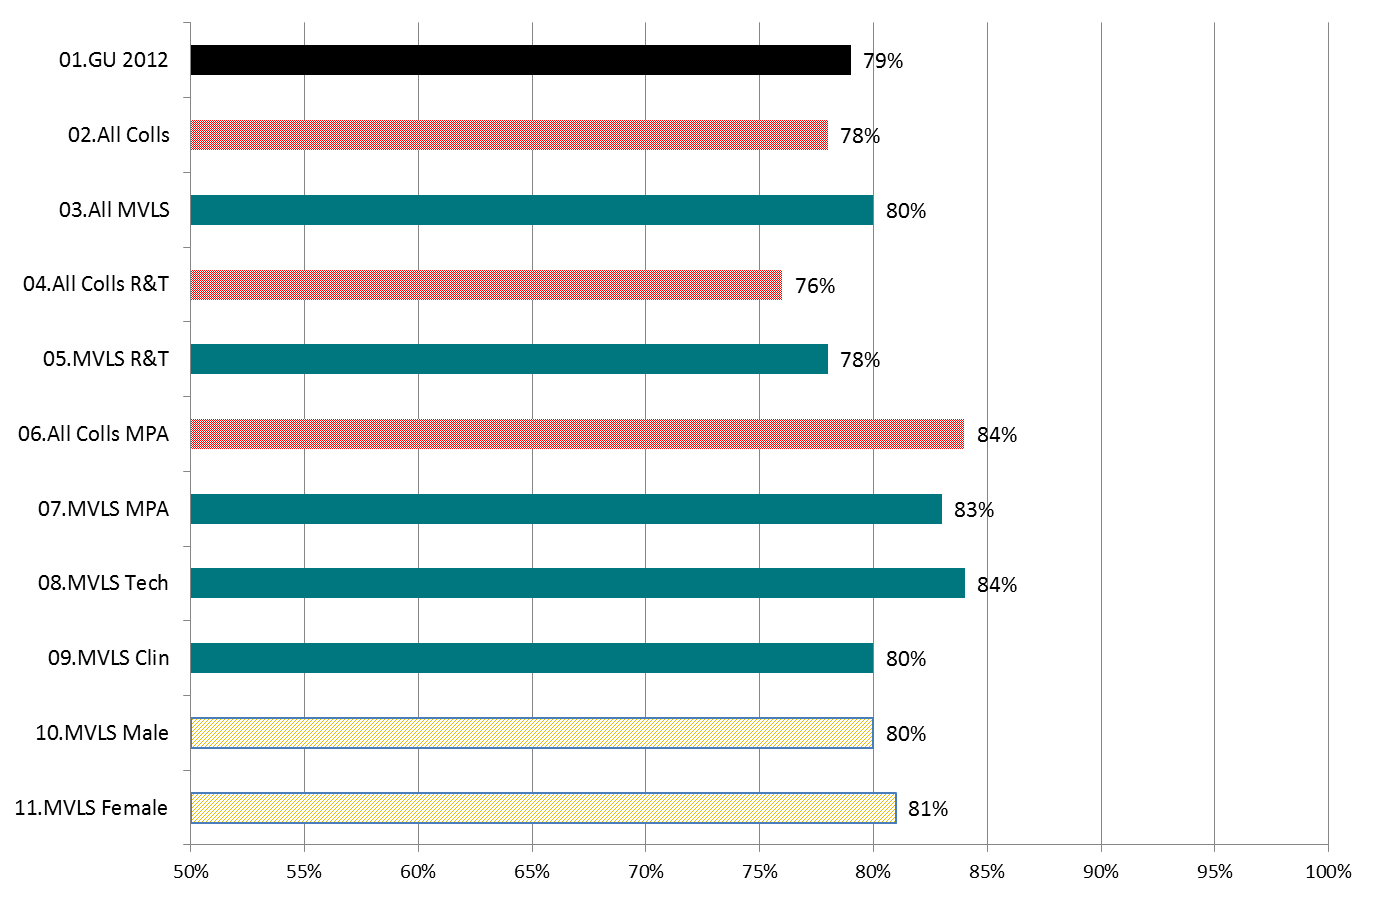 01.GU 2012 79%
02.All Colls 78%
03.All MVLS 80%
04.All Colls R&T 76%
05.MVLS R&T 78%
06.All Colls MPA 84%
07.MVLS MPA 83%
08.MVLS Tech 84%
09.MVLS Clin 80%
10.MVLS Male 80%
11.MVLS Female 81%
50% 55% 60% 65% 70% 75% 80% 85% 90% 95% 100%